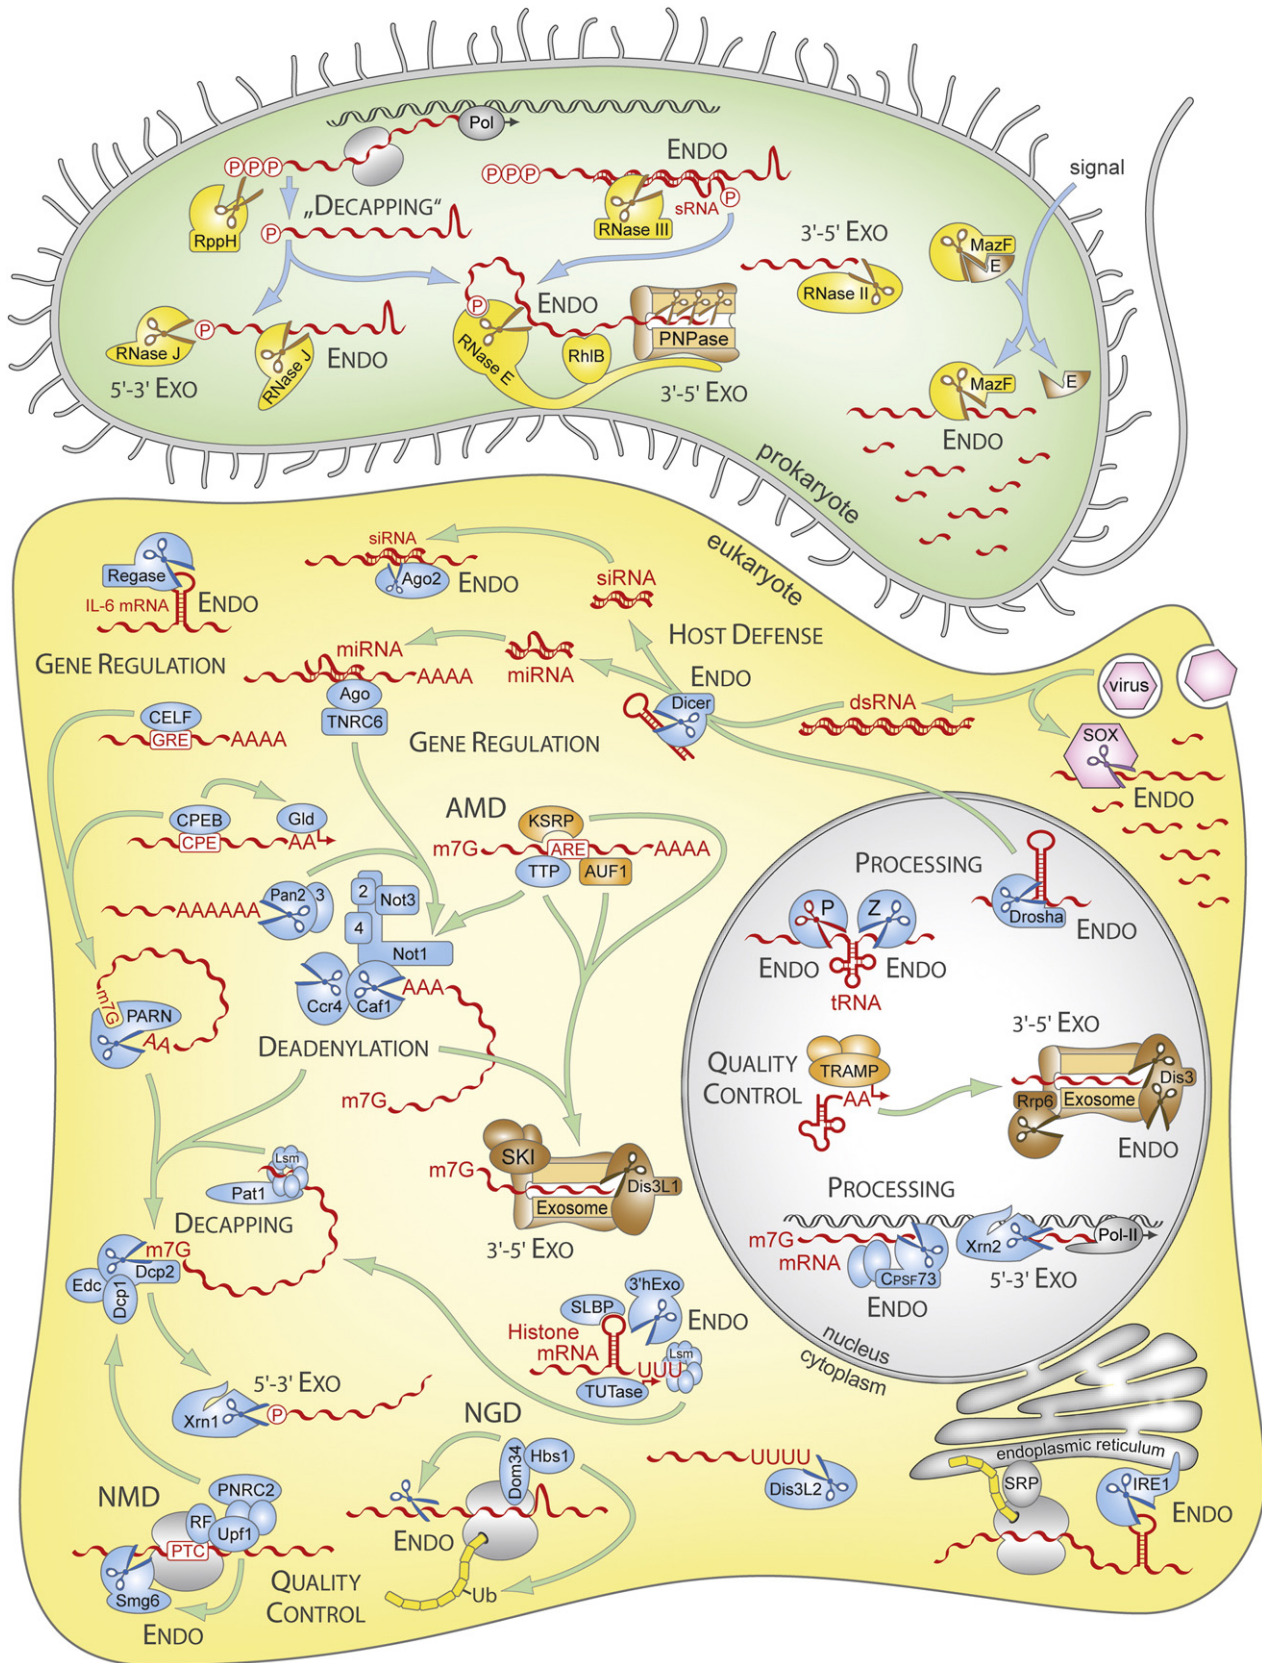 Pol
P P P
RppH
„DECAPPING“
P
P P P
ENDO
sRNA
P
RNase III
3'-5' EXO
RNase II
signal
MazF
E
MazF
E
ENDO
RNase J
P
RNase J
ENDO
5'-3' EXO
P
ENDO
RNase E
RhlB
PNPase
3'-5' EXO
prokaryote
eukaryote
Regase
IL-6 mRNA
ENDO
GENE REGULATION
siRNA
Ago2
ENDO
siRNA
HOST DEFENSE
miRNA
AAAA
Ago
TNRC6
miRNA
ENDO
Dicer
dsRNA
virus
SOX
ENDO
GENE REGULATION
CELF
GRE
AAAA
CPEB
CPE
Gld
AA
AMD
KSRP
m7G
ARE
AAAA
TTP
AUF1
AAAAAA
Pan2
3
2
Not3
4
Not1
Ccr4
Caf1
AAA
m7G
PARN
AA
DEADENYLATION
m7G
PROCESSING
P
Z
ENDO
ENDO
tRNA
Drosha
ENDO
QUALITY
CONTROL
TRAMP
AA
3'-5' EXO
Dis3
Rrp6
Exosome
ENDO
PROCESSING
m7G
mRNA
CPSF73
ENDO
Xrn2
Pol-II
5'-3' EXO
nucleus
cytoplasm
Lsm
Pat1
DECAPPING
m7G
Dcp2
Edc
Dcp1
SKI
m7G
Dis3L1
Exosome
3'-5' EXO
3'hExo
SLBP
ENDO
Histone
mRNA
UUU
Lsm
TUTase
5'-3' EXO
Xrn1
P
NGD
Dom34
Hbs1
ENDO
Ub
UUUU
Dis3L2
endoplasmic reticulum
SRP
IRE1
ENDO
NMD
PNRC2
RF
Upf1
PTC
Smg6
ENDO
QUALITY
CONTROL